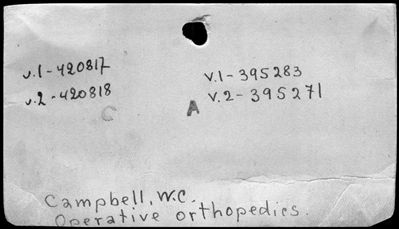 v.1-420817
v.2-420818
C
v.1-395283
v.2-395271
A
Campbell, W.C.
Operative orthopedics.